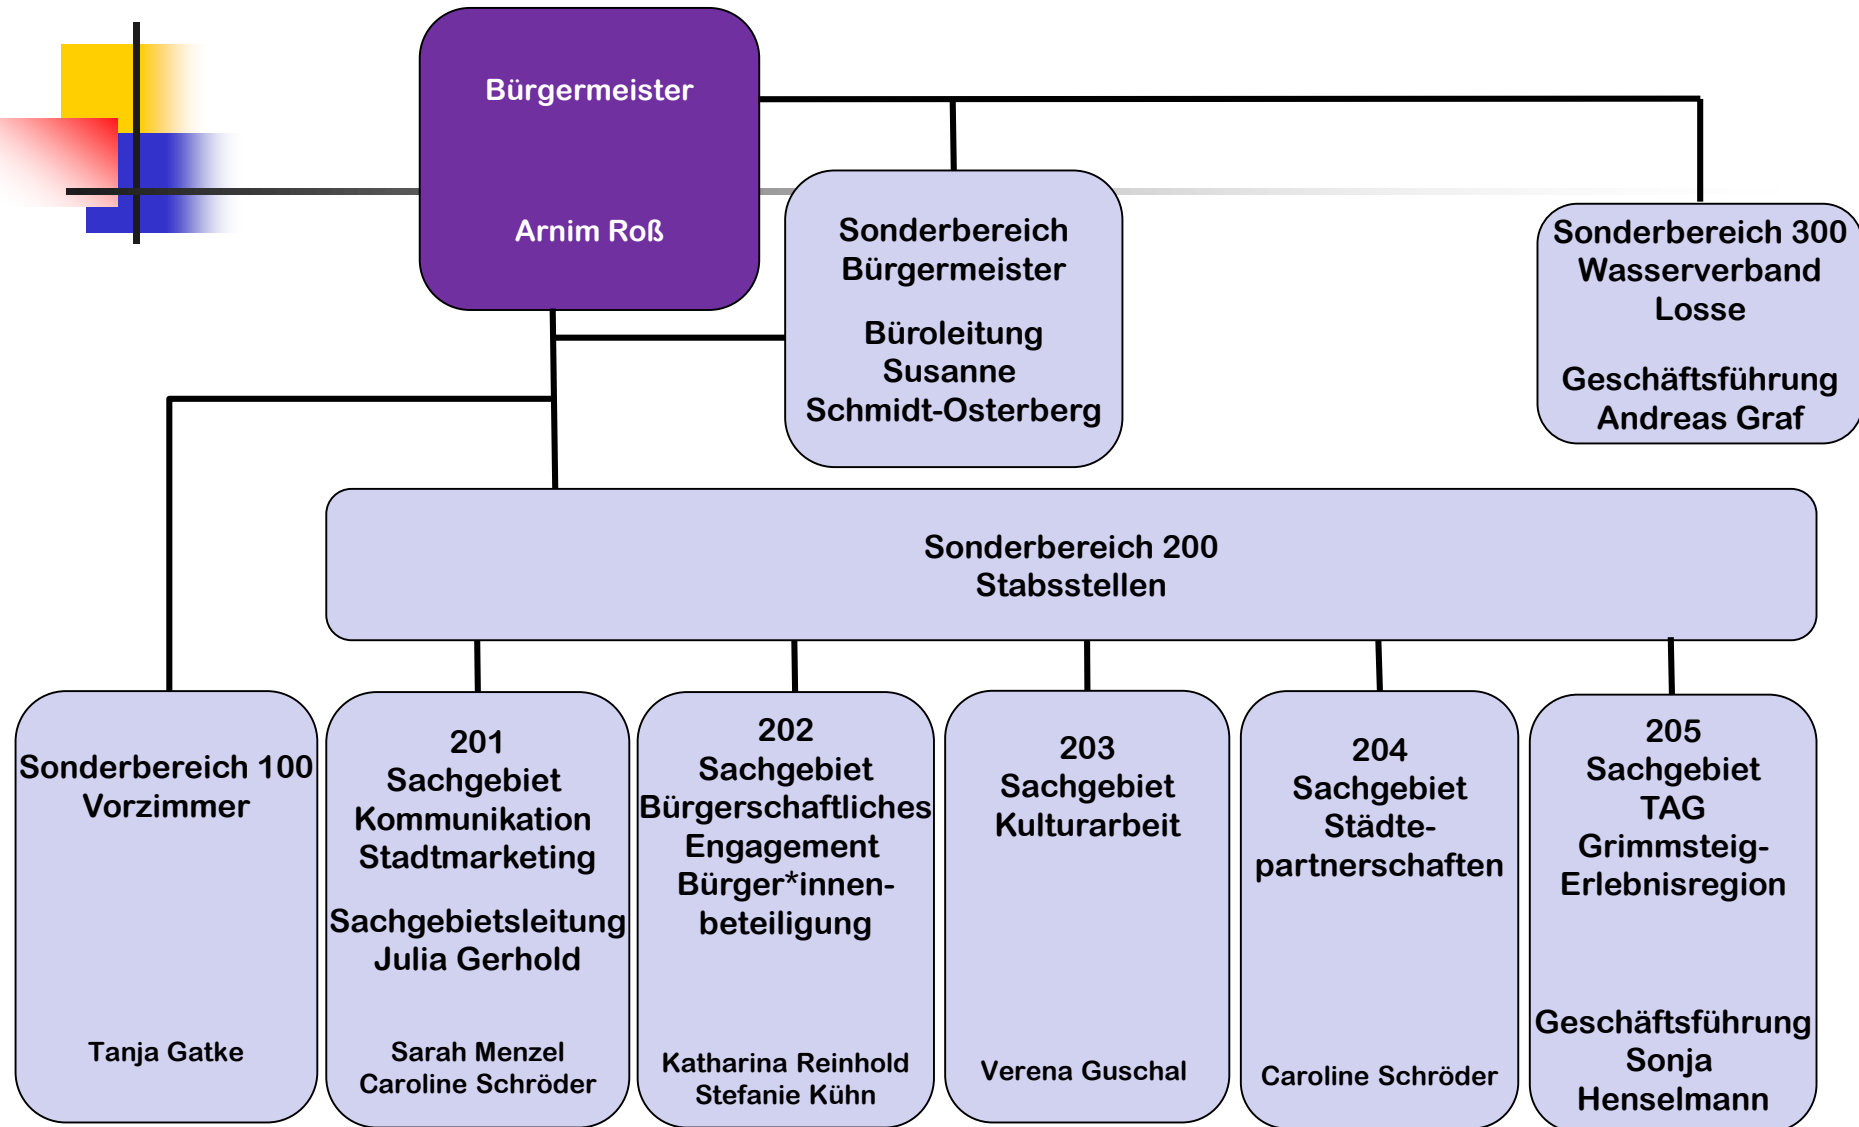 Bürgermeister
Arnim Roß
Sonderbereich
Bürgermeister
Büroleitung
Susanne
Schmidt-Osterberg
Sonderbereich 300
Wasserverband
Losse
Geschäftsführung
Andreas Graf
Sonderbereich 200
Stabsstellen
Sonderbereich 100
Vorzimmer
Tanja Gatke
201
Sachgebiet
Kommunikation
Stadtmarketing
Sachgebietsleitung
Julia Gerhold
Sarah Menzel
Caroline Schröder
202
Sachgebiet
Bürgerschaftliches
Engagement
Bürger*innen-
beteiligung
Katharina Reinhold
Stefanie Kühn
203
Sachgebiet
Kulturarbeit
Verena Guschal
204
Sachgebiet
Städte-
partnerschaften
Caroline Schröder
205
Sachgebiet
TAG
Grimmsteig-
Erlebnisregion
Geschäftsführung
Sonja
Henselmann